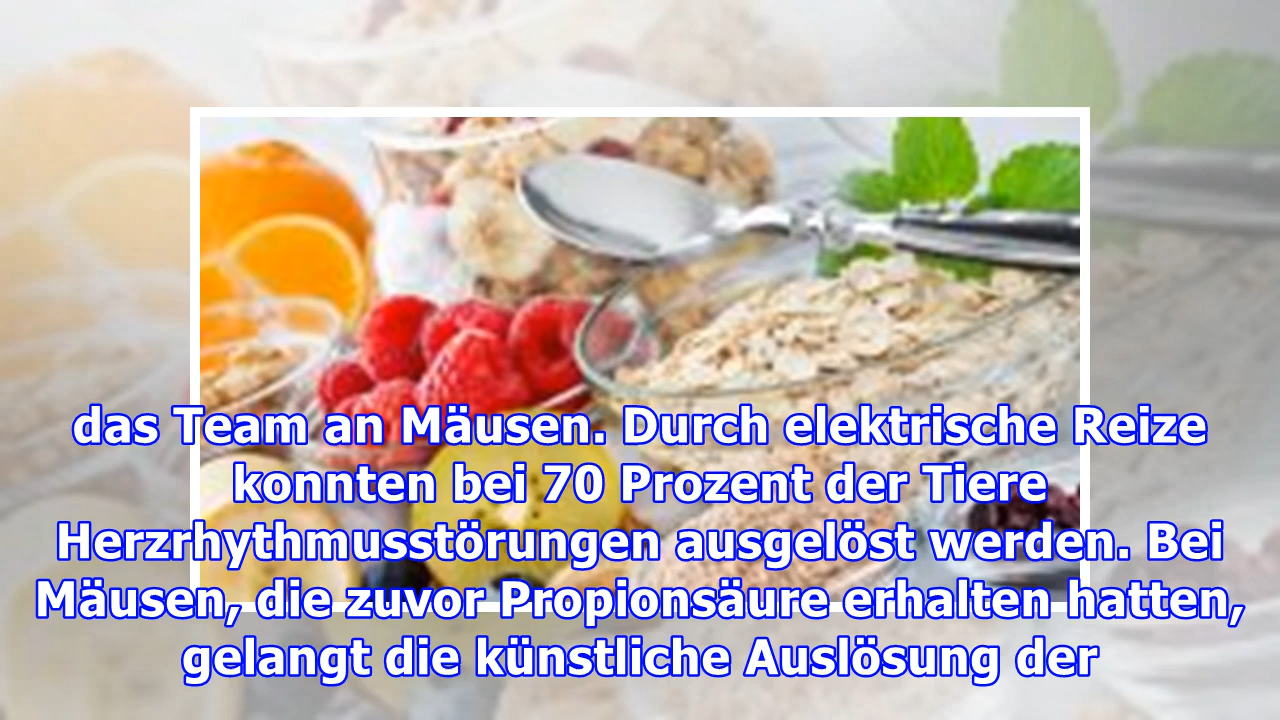 das Team an Mäusen. Durch elektrische Reize
konnten bei 70 Prozent der Tiere
Herzrhythmusstörungen ausgelöst werden. Bei
Mäusen, die zuvor Propionsäure erhalten hatten,
gelangt die künstliche Auslösung der